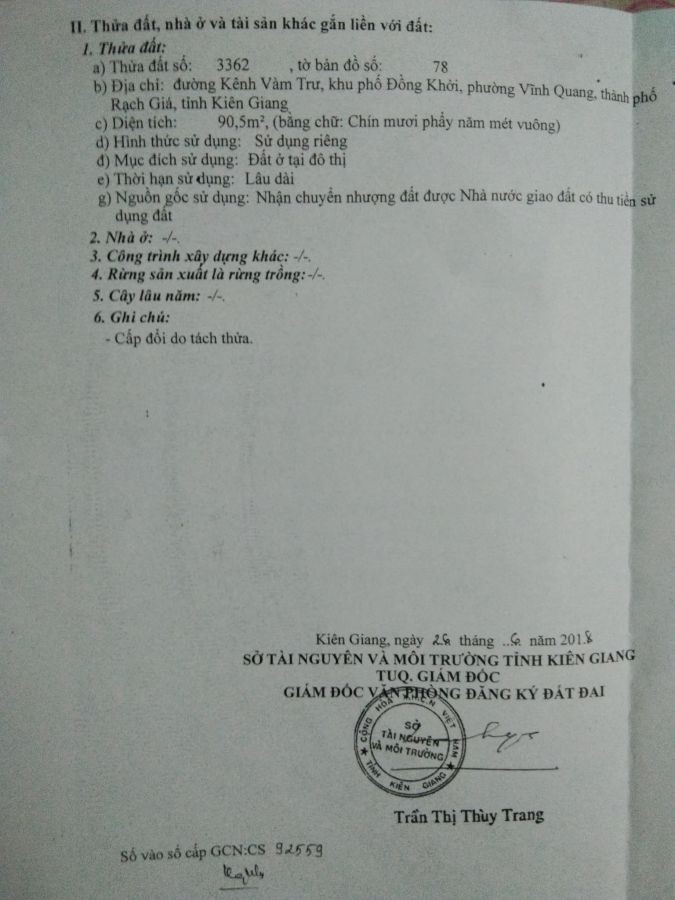 II. Thửa đất, nhà ở và tài sản khác gắn liền với đất:
1. Thửa đất:
a) Thửa đất số: 3362 , tờ bản đồ số: 78
b) Địa chỉ: đường Kênh Vàm Trư, khu phố Đồng Khởi, phường Vĩnh Quang, thành phố
Rạch Giá, tỉnh Kiên Giang
c) Diện tích: 90,5m², (bằng chữ: Chín mươi phẩy năm mét vuông)
d) Hình thức sử dụng: Sử dụng riêng
đ) Mục đích sử dụng: Đất ở tại đô thị
e) Thời hạn sử dụng: Lâu dài
g) Nguồn gốc sử dụng: Nhận chuyển nhượng đất được Nhà nước giao đất có thu tiền sử
dụng đất
2. Nhà ở: -/-.
3. Công trình xây dựng khác: -/-.
4. Rừng sản xuất là rừng trồng: -/-.
5. Cây lâu năm: -/-.
6. Ghi chú:
- Cấp đổi do tách thửa.
Kiên Giang, ngày tháng năm 2018
SỞ TÀI NGUYÊN VÀ MÔI TRƯỜNG TỈNH KIÊN GIANG
TUQ. GIÁM ĐỐC
GIÁM ĐỐC VĂN PHÒNG ĐĂNG KÝ ĐẤT ĐAI
CỘNG HÒA X.H.C.N VIỆT NAM
SỞ
TÀI NGUYÊN
VÀ MÔI TRƯỜNG
TỈNH KIÊN GIANG
Trần Thị Thùy Trang
Số vào sổ cấp GCN:CS 92559